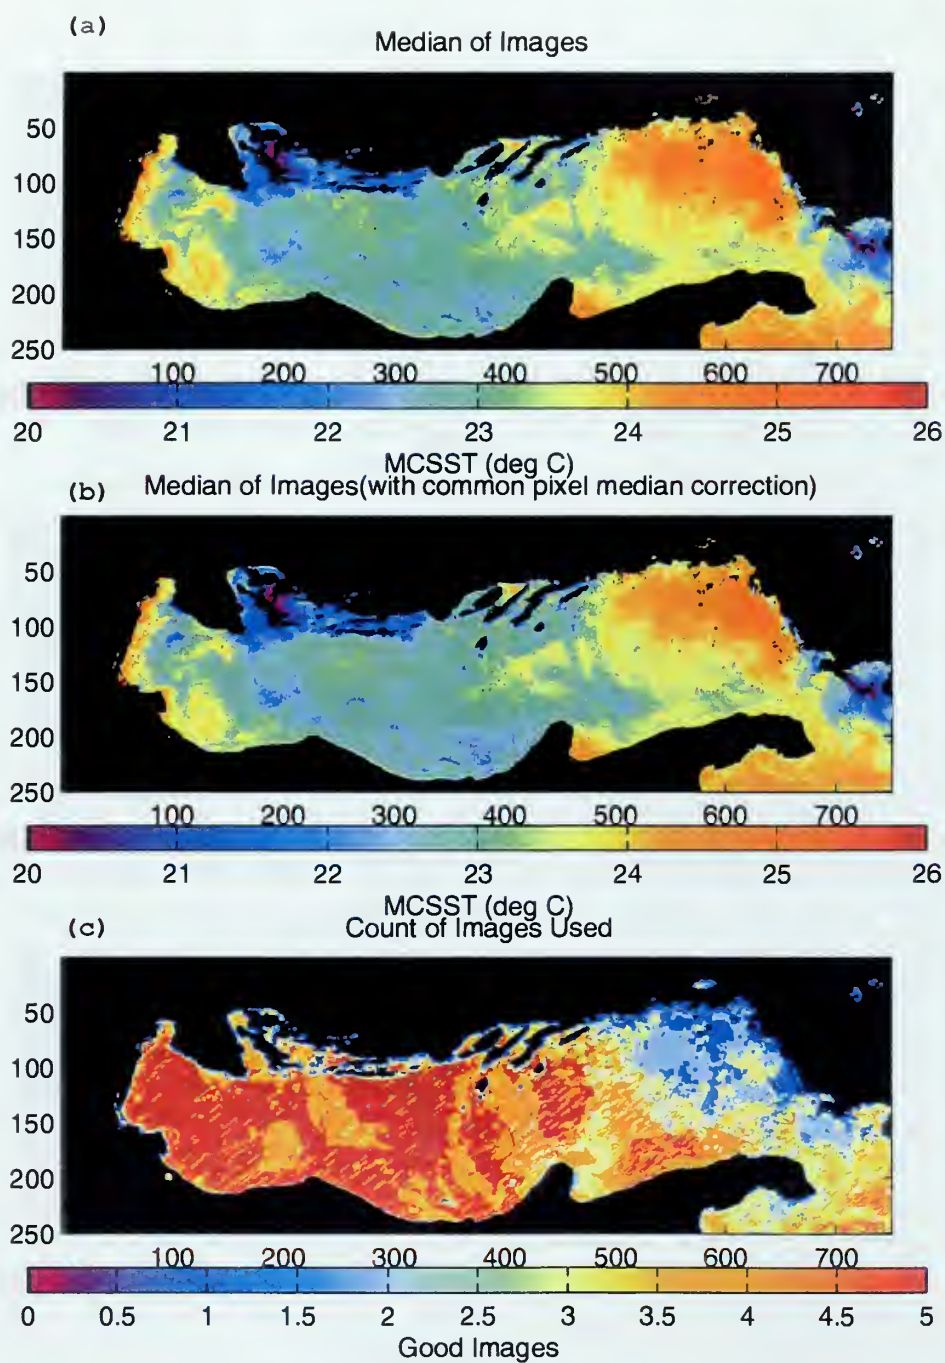 (a)
Median of Images
50
100
150
200
250
100 200 300 400 500 600 700
20 21 22 23 24 25 26
MCSST (deg C)
(b) Median of Images(with common pixel median correction)
50
100
150
200
250
100 200 300 400 500 600 700
20 21 22 23 24 25 26
MCSST (deg C)
(c) Count of Images Used
50
100
150
200
250
100 200 300 400 500 600 700
0 0.5 1 1.5 2 2.5 3 3.5 4 4.5 5
Good Images